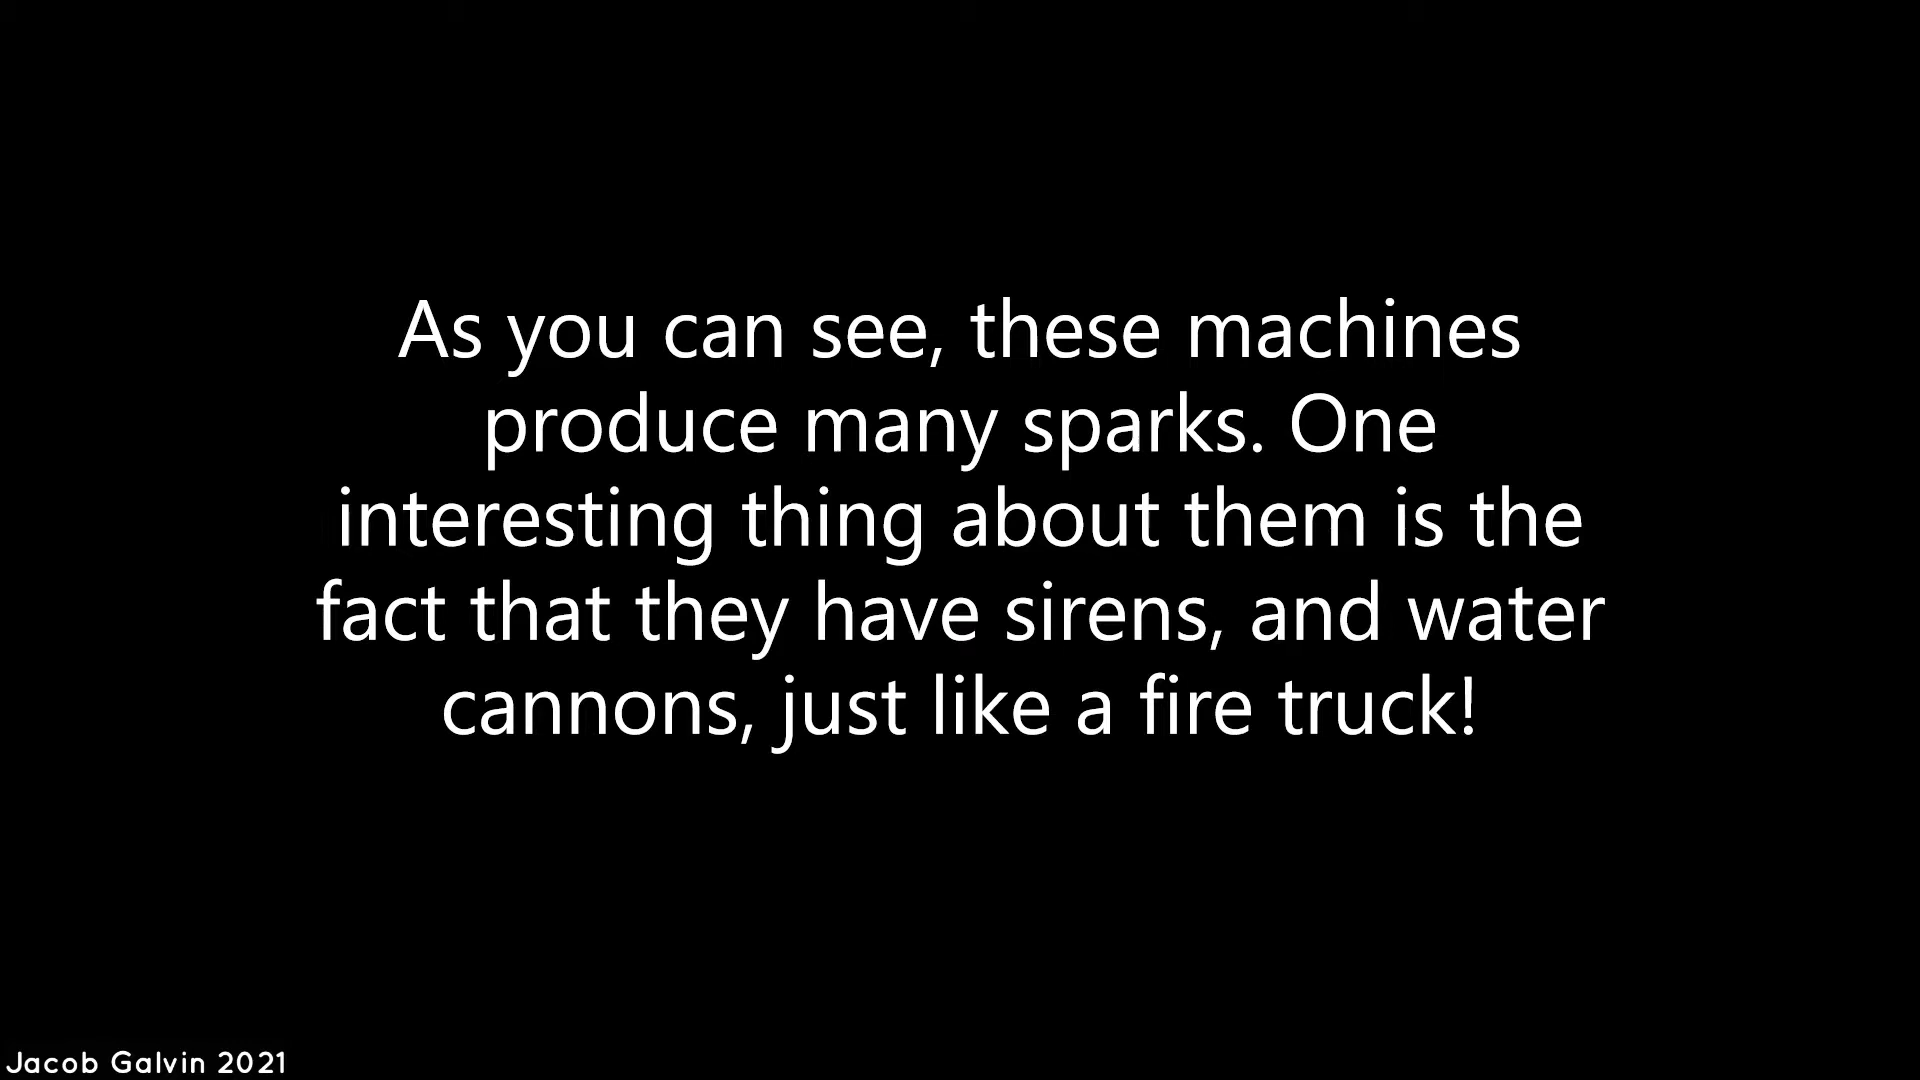 As you can see, these machines
produce many sparks. One
interesting thing about them is the
fact that they have sirens, and water
cannons, just like a fire truck!
Jacob Galvin 2021